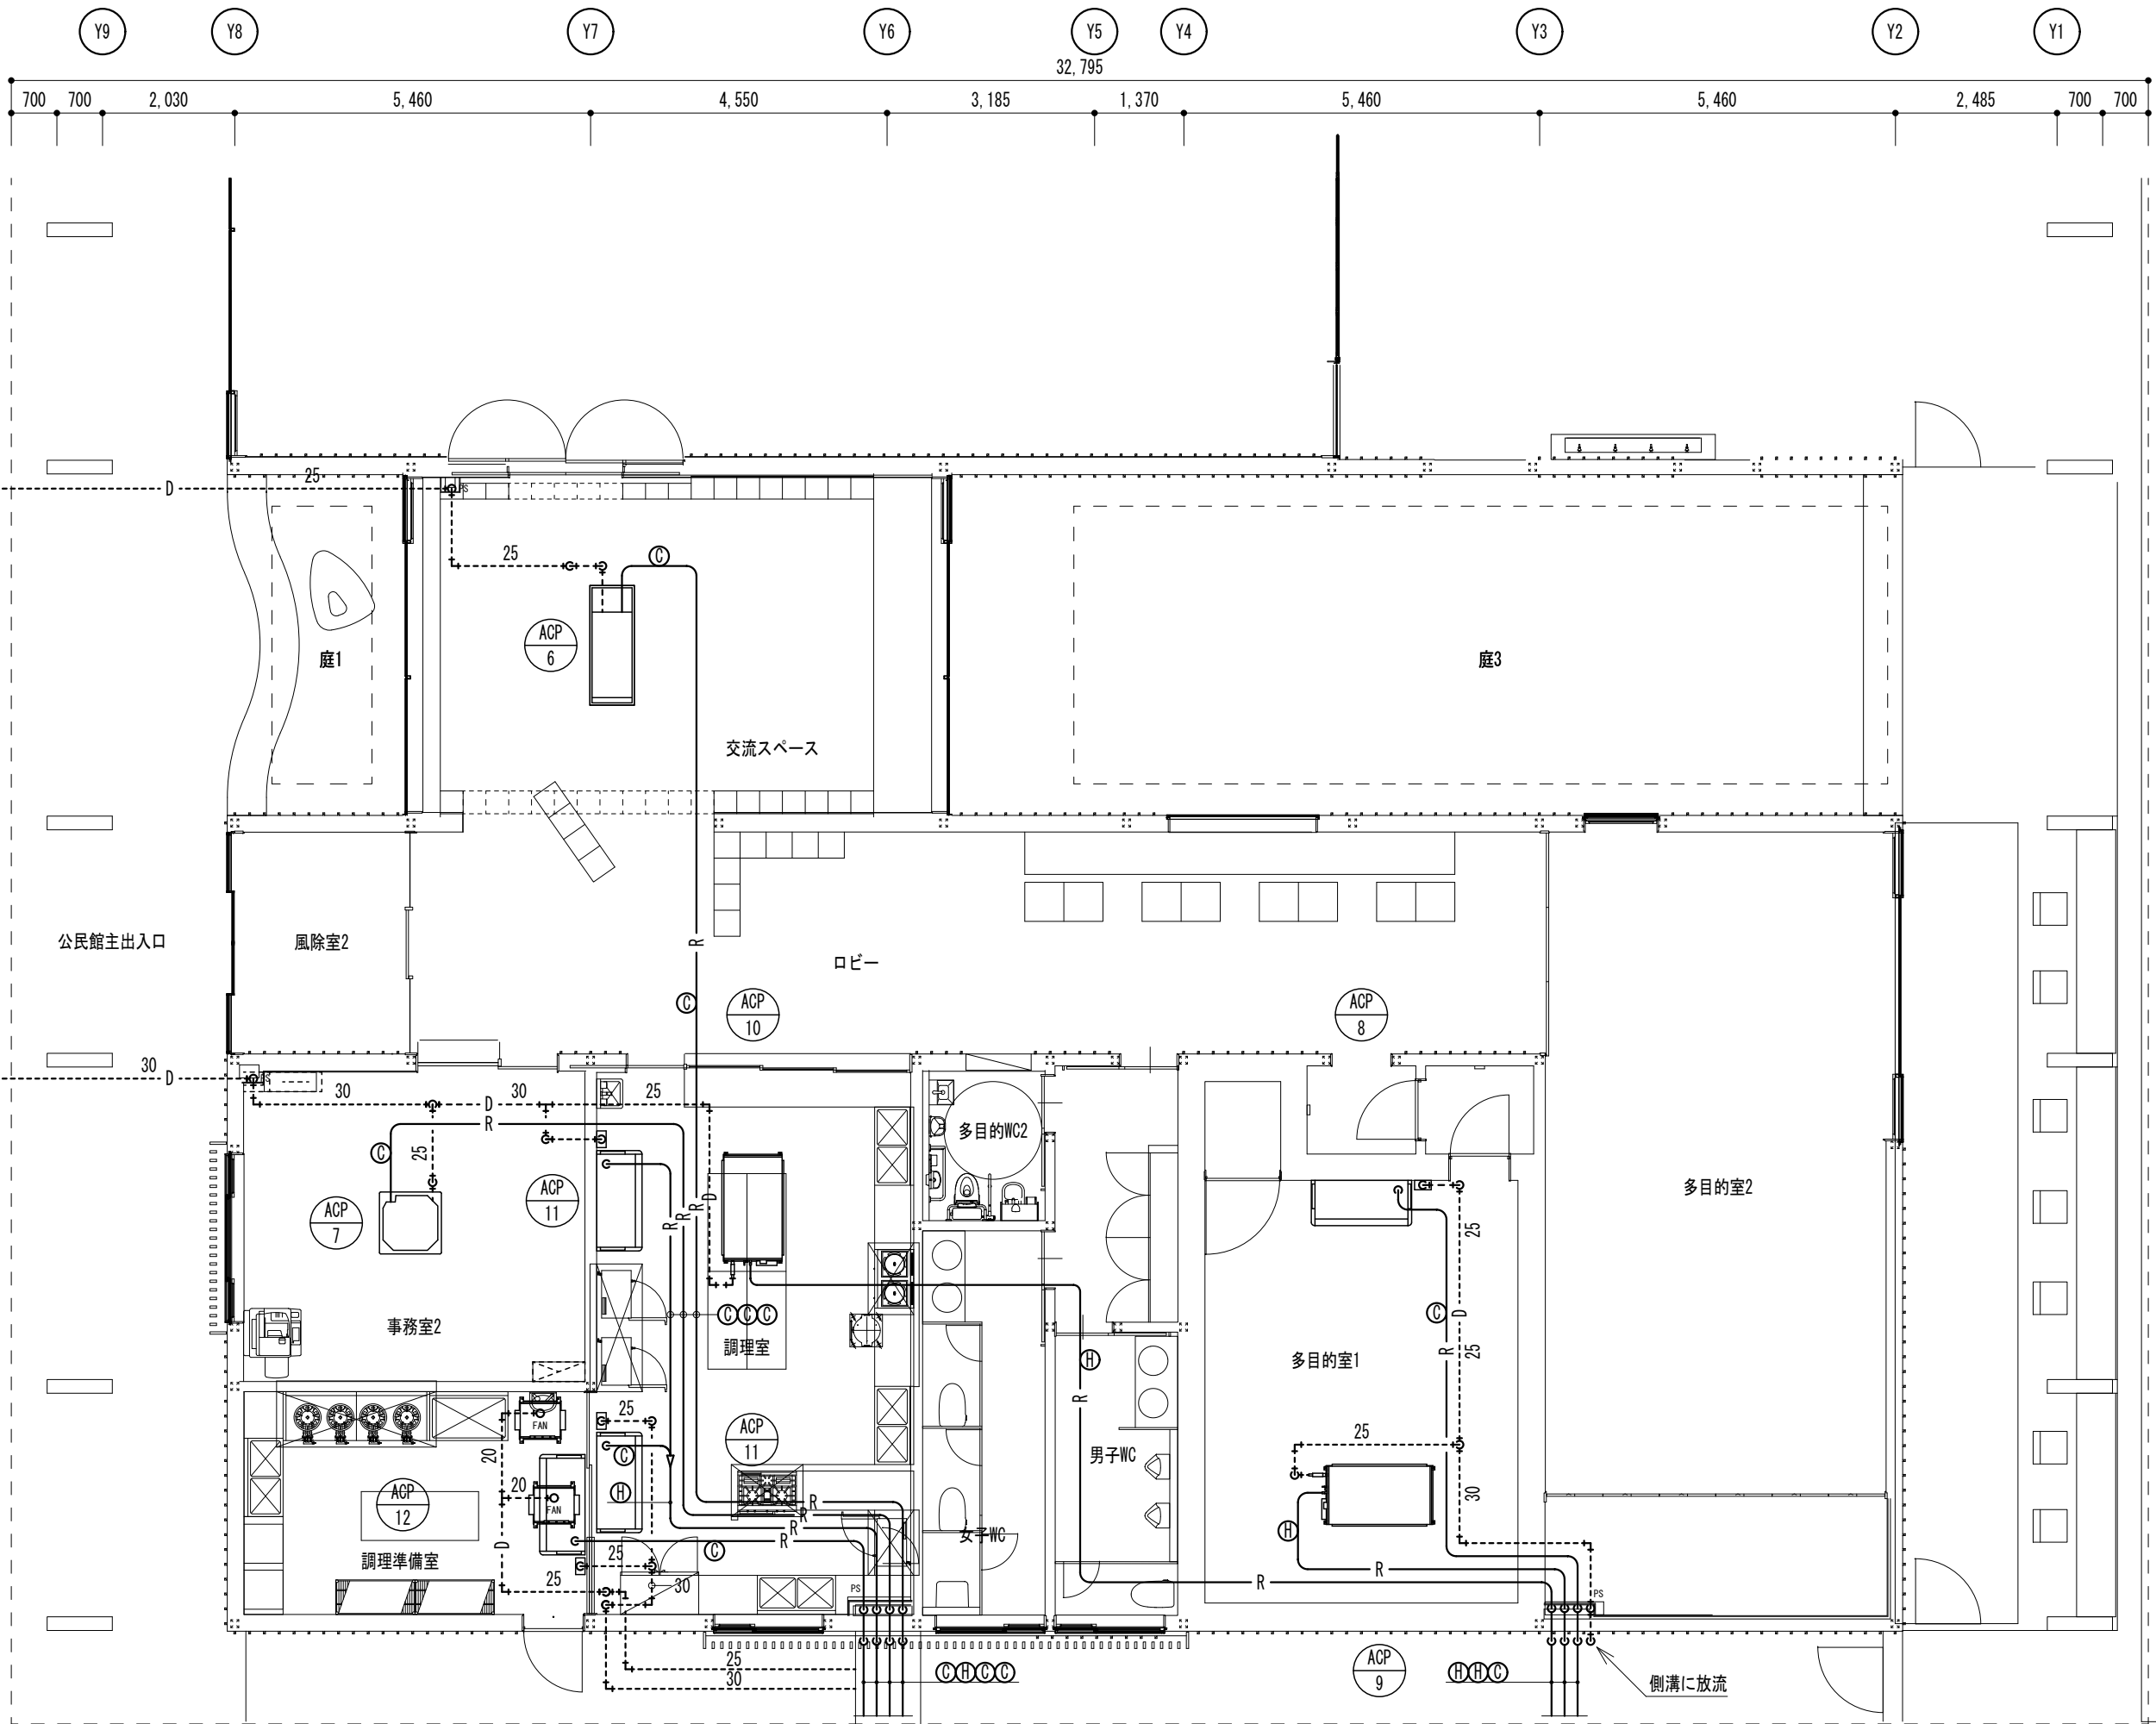 Y9 Y8 Y7 Y6 Y5 Y4 Y3 Y2 Y1
32,795
700 700 2,030 5,460 4,550 3,185 1,370 5,460 5,460 2,485 700 700
25
D
PS
25
C
ACP
6
庭1
庭3
交流スペース
R
公民館主出入口
風除室2
ロビー
C
ACP
10
ACP
8
30
D
PS
30
D
30
25
R
C
25
多目的WC2
ACP
7
ACP
11
D
R
R
R
多目的室2
25
事務室2
C C C
調理室
C
D
R
25
H
多目的室1
R
FAN
20
25
C
ACP
11
男子WC
25
ACP
12
20
FAN
H
30
R
R
R
R
女子WC
H
D
調理準備室
25
C
R
25
30
R
PS
PS
25
30
C H C C
ACP
9
H H C
側溝に放流